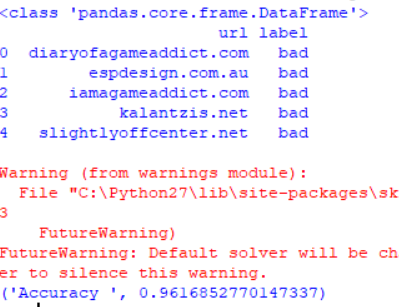 <class 'pandas.core.frame.DataFrame'>
url label
0 diaryofagameaddict.com bad
1 espdesign.com.au bad
2 iamagameaddict.com bad
3 kalantzis.net bad
4 slightlyoffcenter.net bad
Warning (from warnings module):
File "C:\Python27\lib\site-packages\sk
3
FutureWarning)
FutureWarning: Default solver will be ch
er to silence this warning.
('Accuracy ', 0.9616852770147337)